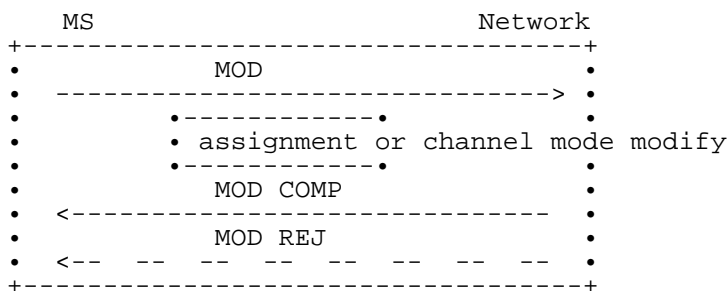 MS Network
MOD
assignment or channel mode modify
MOD COMP
MOD REJ